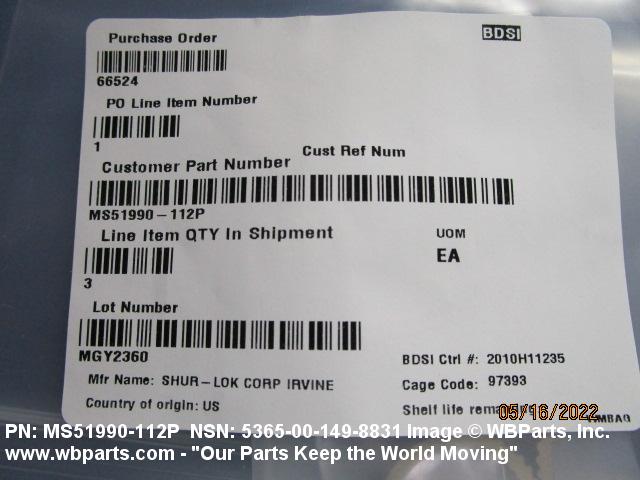 Purchase Order
BDSI
66524
PO Line Item Number
1
Cust Ref Num
Customer Part Number
MS51990-112P
Line Item QTY In Shipment
UOM
EA
3
Lot Number
MGY2360
BDSI Ctrl #: 2010H11235
Mfr Name: SHUR-LOK CORP IRVINE
Cage Code: 97393
Country of origin: US
Shelf life
05/16/2022
PN: MS51990-112P NSN: 5365-00-149-8831 Image © WBParts, Inc.
www.wbparts.com - "Our Parts Keep the World Moving"